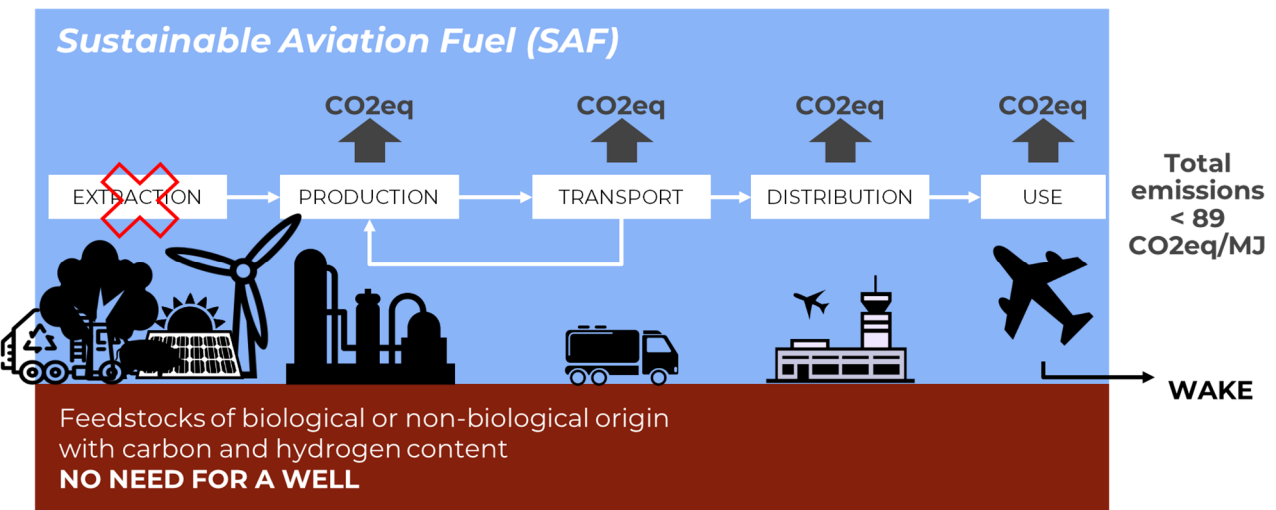 Sustainable Aviation Fuel (SAF)
CO2eq
CO2eq
CO2eq
CO2eq
EXTRACTION
PRODUCTION
TRANSPORT
DISTRIBUTION
USE
Total
emissions
< 89
CO2eq/MJ
WAKE
Feedstocks of biological or non-biological origin
with carbon and hydrogen content
NO NEED FOR A WELL